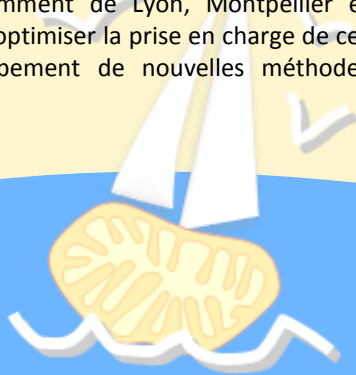 mment de Lyon, Montpellier e
optimiser la prise en charge de ce
pement de nouvelles méthode